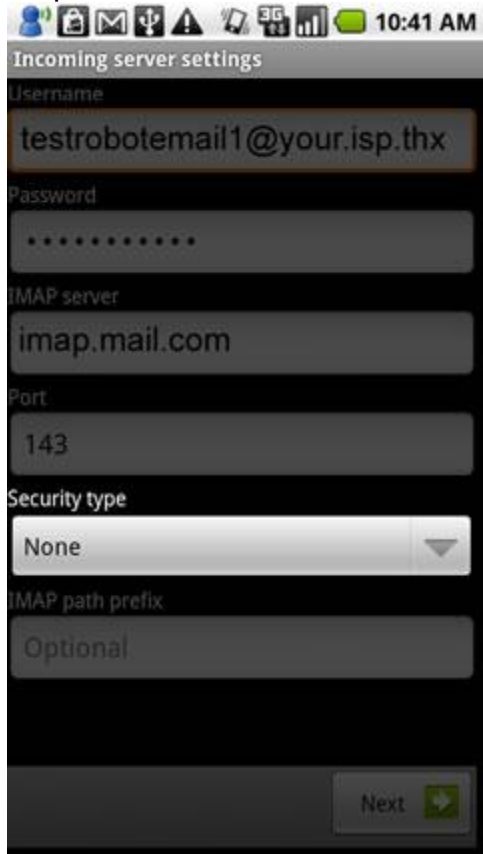 10:41 AM
Incoming server settings
Username
testrobotemail1@your.isp.thx
Password
•••••••••••
IMAP server
imap.mail.com
Port
143
Security type
None
IMAP path prefix
Optional
Next